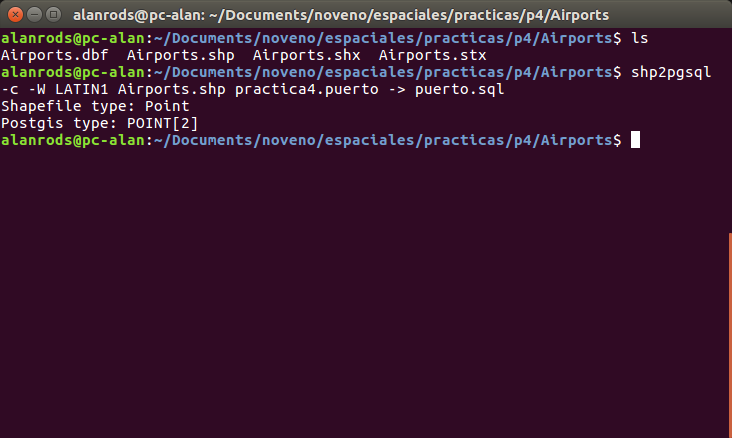 alanrods@pc-alan: ~/Documents/noveno/espaciales/practicas/p4/Airports
alanrods@pc-alan:~/Documents/noveno/espaciales/practicas/p4/Airports$ ls
Airports.dbf  Airports.shp  Airports.shx  Airports.stx
alanrods@pc-alan:~/Documents/noveno/espaciales/practicas/p4/Airports$ shp2pgsql
-c -W LATIN1 Airports.shp practica4.puerto -> puerto.sql
Shapefile type: Point
Postgis type: POINT[2]
alanrods@pc-alan:~/Documents/noveno/espaciales/practicas/p4/Airports$